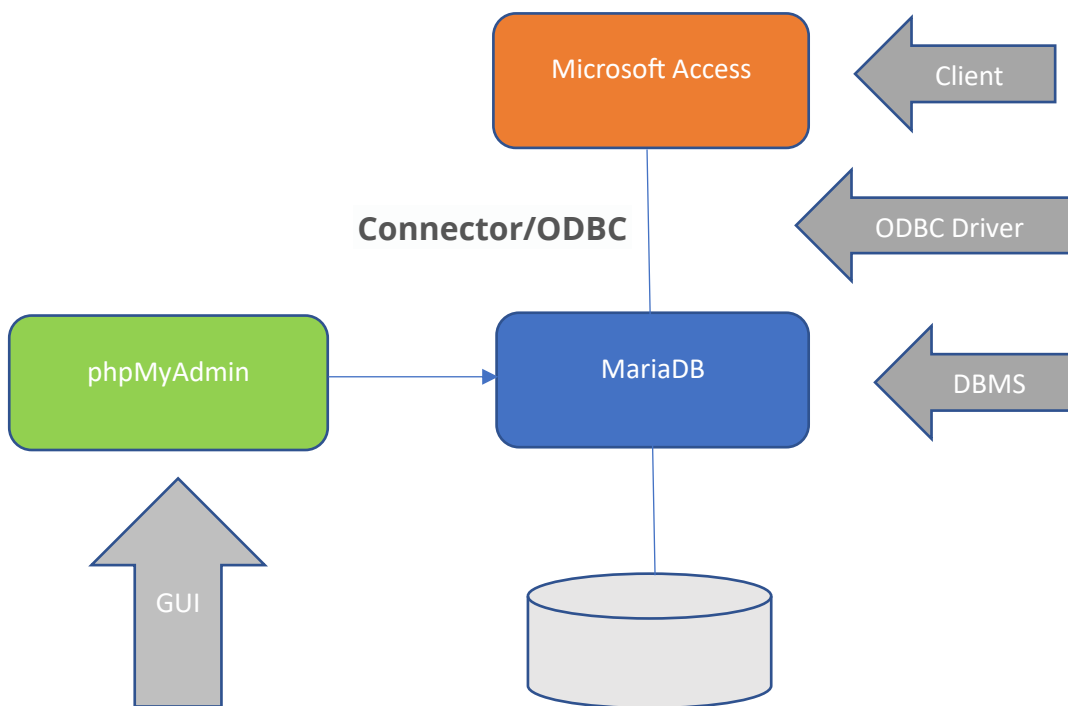 Microsoft Access
Client
Connector/ODBC
ODBC Driver
phpMyAdmin
MariaDB
DBMS
GUI